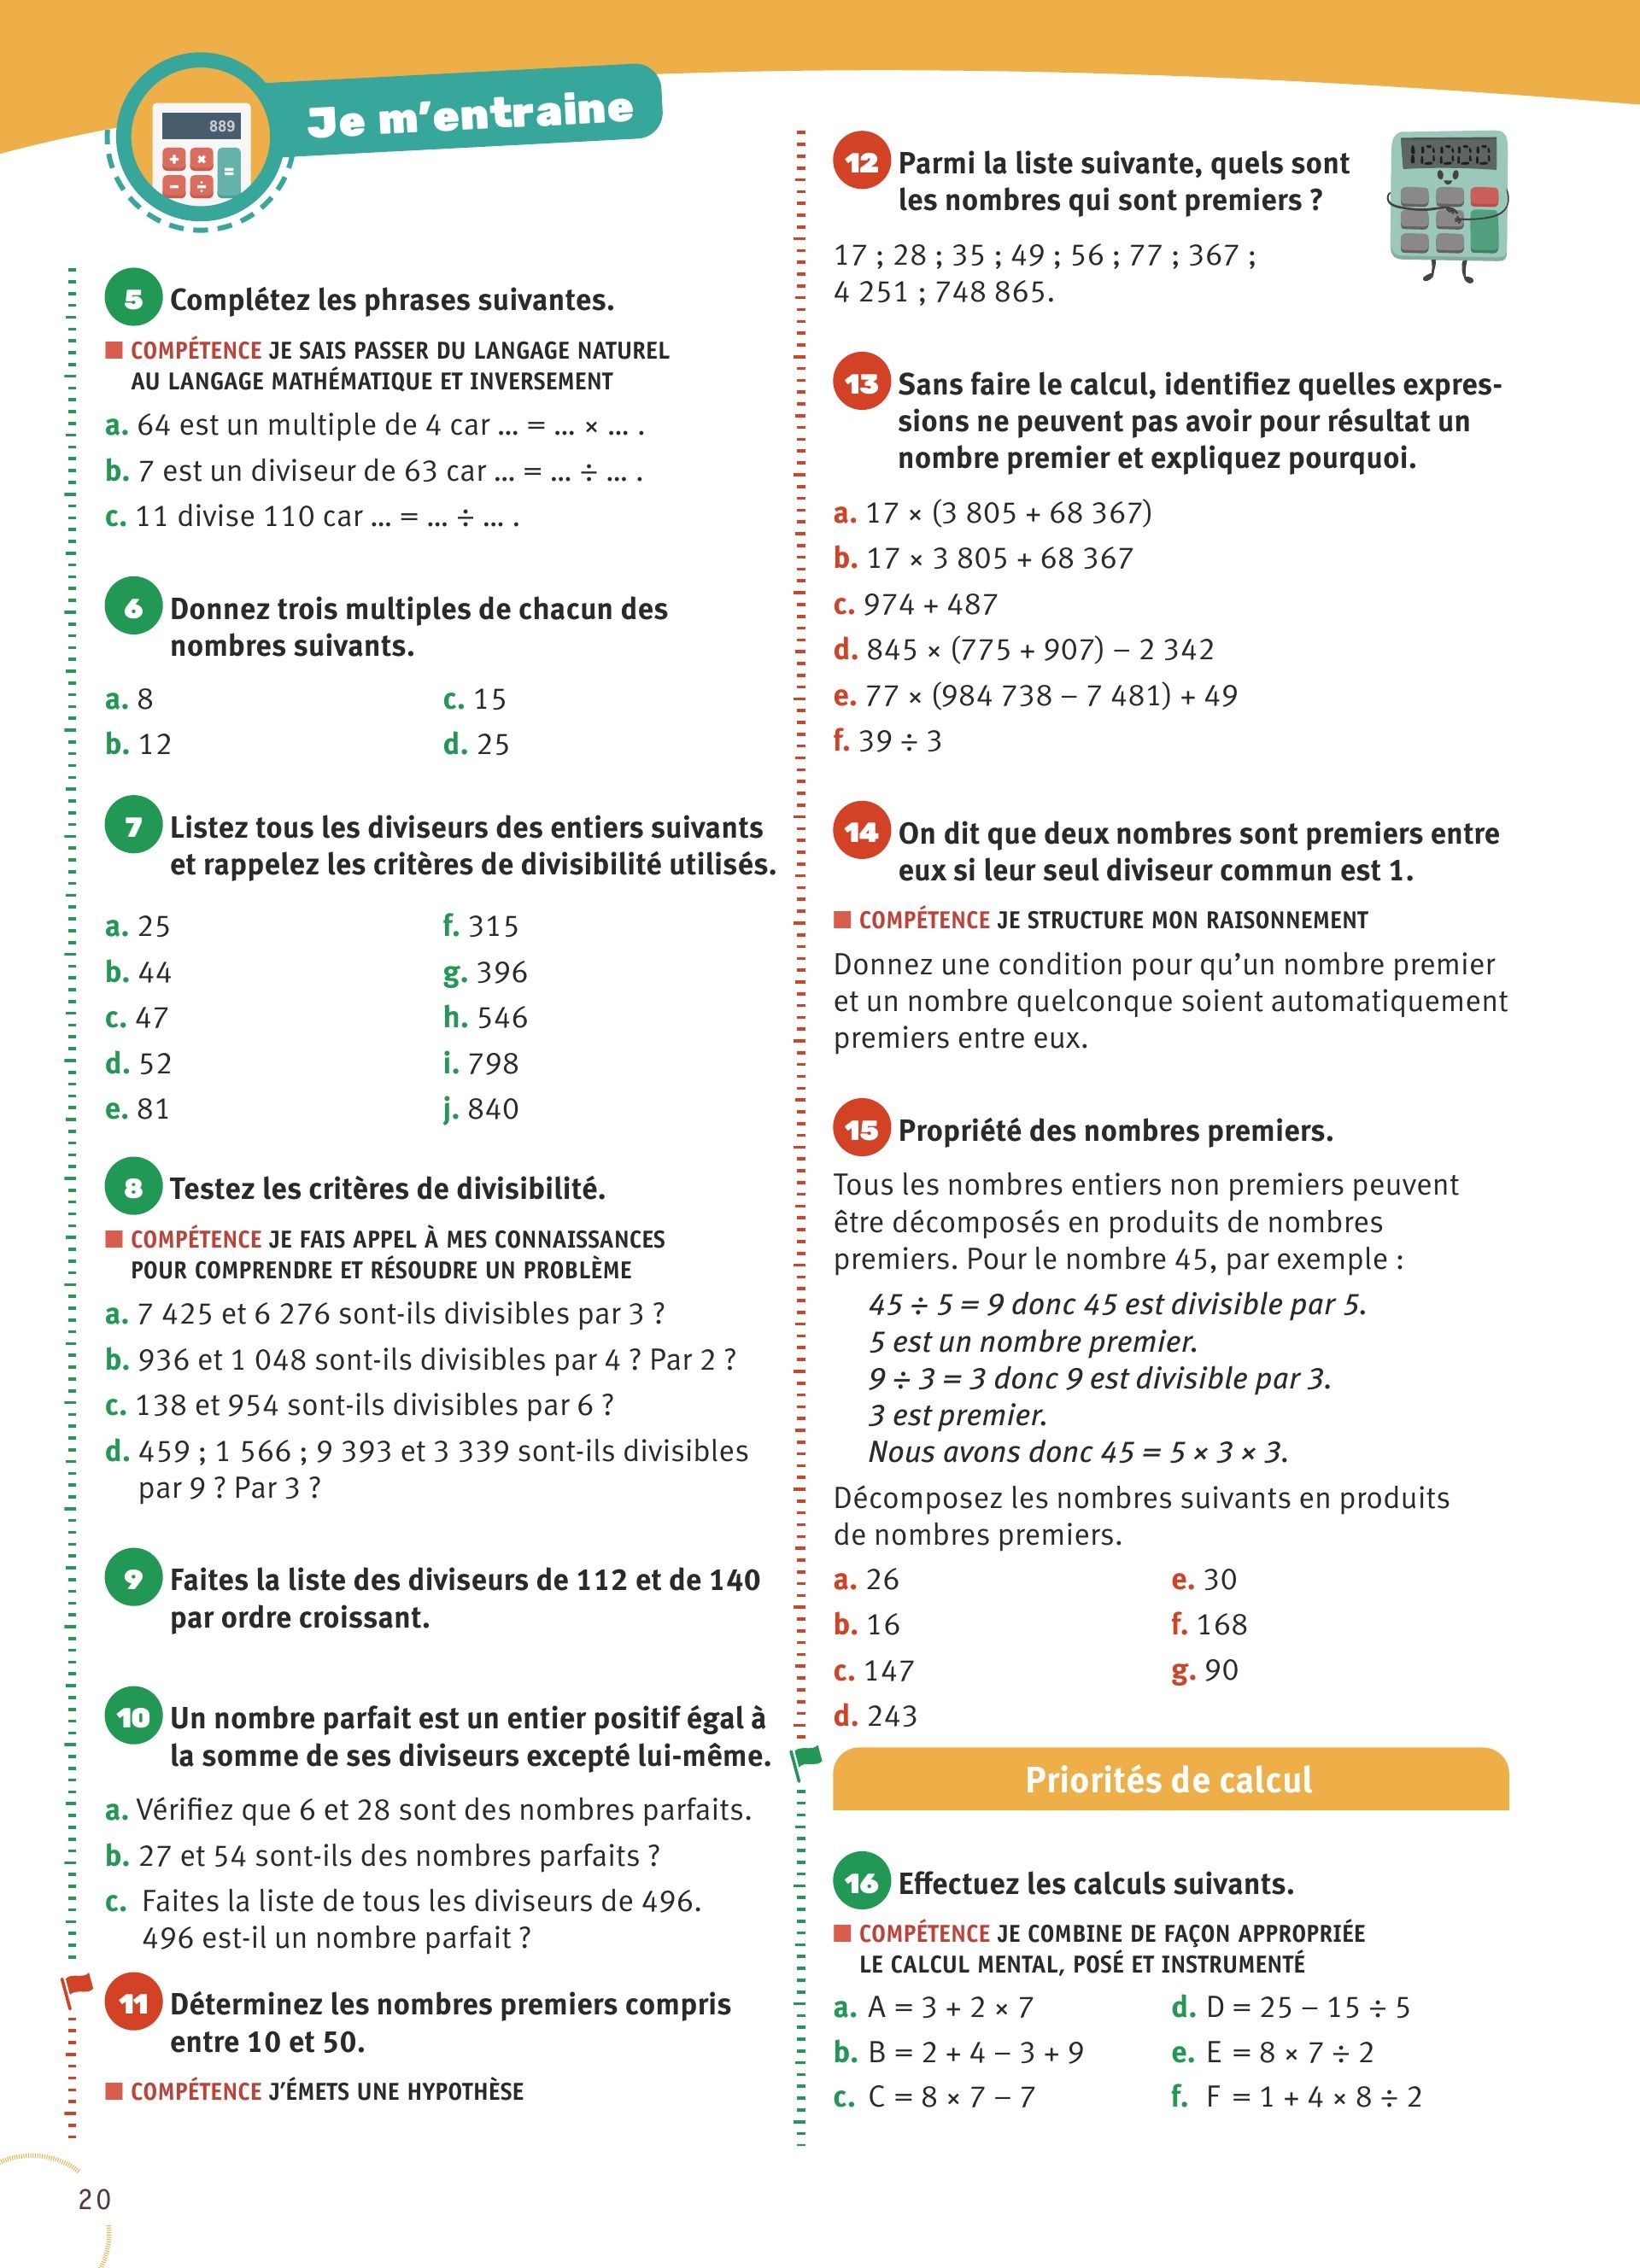 889
Je m'entraine
5 Complétez les phrases suivantes.
COMPÉTENCE JE SAIS PASSER DU LANGAGE NATUREL
AU LANGAGE MATHÉMATIQUE ET INVERSEMENT
a. 64 est un multiple de 4 car ... = ... × ... .
b. 7 est un diviseur de 63 car ... = ... ÷ ... .
c. 11 divise 110 car ... = ... ÷ ... .
6 Donnez trois multiples de chacun des
nombres suivants.
a. 8
b. 12
c. 15
d. 25
7 Listez tous les diviseurs des entiers suivants
et rappelez les critères de divisibilité utilisés.
a. 25
b. 44
c. 47
d. 52
e. 81
f. 315
g. 396
h. 546
i. 798
j. 840
8 Testez les critères de divisibilité.
COMPÉTENCE JE FAIS APPEL À MES CONNAISSANCES
POUR COMPRENDRE ET RÉSOUDRE UN PROBLÈME
a. 7 425 et 6 276 sont-ils divisibles par 3 ?
b. 936 et 1 048 sont-ils divisibles par 4 ? Par 2 ?
c. 138 et 954 sont-ils divisibles par 6 ?
d. 459 ; 1 566 ; 9 393 et 3 339 sont-ils divisibles
par 9 ? Par 3 ?
9 Faites la liste des diviseurs de 112 et de 140
par ordre croissant.
10 Un nombre parfait est un entier positif égal à
la somme de ses diviseurs excepté lui-même.
a. Vérifiez que 6 et 28 sont des nombres parfaits.
b. 27 et 54 sont-ils des nombres parfaits ?
c. Faites la liste de tous les diviseurs de 496.
496 est-il un nombre parfait ?
11 Déterminez les nombres premiers compris
entre 10 et 50.
COMPÉTENCE J'ÉMETS UNE HYPOTHÈSE
20
12 Parmi la liste suivante, quels sont
les nombres qui sont premiers ?
10000
17 ; 28 ; 35 ; 49 ; 56 ; 77 ; 367 ;
4 251 ; 748 865.
13 Sans faire le calcul, identifiez quelles expres-
sions ne peuvent pas avoir pour résultat un
nombre premier et expliquez pourquoi.
a. 17 × (3 805 + 68 367)
b. 17 × 3 805 + 68 367
c. 974 + 487
d. 845 × (775 + 907) – 2 342
e. 77 × (984 738 – 7 481) + 49
f. 39 ÷ 3
14 On dit que deux nombres sont premiers entre
eux si leur seul diviseur commun est 1.
COMPÉTENCE JE STRUCTURE MON RAISONNEMENT
Donnez une condition pour qu'un nombre premier
et un nombre quelconque soient automatiquement
premiers entre eux.
15 Propriété des nombres premiers.
Tous les nombres entiers non premiers peuvent
être décomposés en produits de nombres
premiers. Pour le nombre 45, par exemple :
45 ÷ 5 = 9 donc 45 est divisible par 5.
5 est un nombre premier.
9 ÷ 3 = 3 donc 9 est divisible par 3.
3 est premier.
Nous avons donc 45 = 5 × 3 × 3.
Décomposez les nombres suivants en produits
de nombres premiers.
a. 26
b. 16
c. 147
d. 243
e. 30
f. 168
g. 90
Priorités de calcul
16 Effectuez les calculs suivants.
COMPÉTENCE JE COMBINE DE FAÇON APPROPRIÉE
LE CALCUL MENTAL, POSÉ ET INSTRUMENTÉ
a. A = 3 + 2 × 7
b. B = 2 + 4 – 3 + 9
c. C = 8 × 7 – 7
d. D = 25 – 15 ÷ 5
e. E = 8 × 7 ÷ 2
f. F = 1 + 4 × 8 ÷ 2